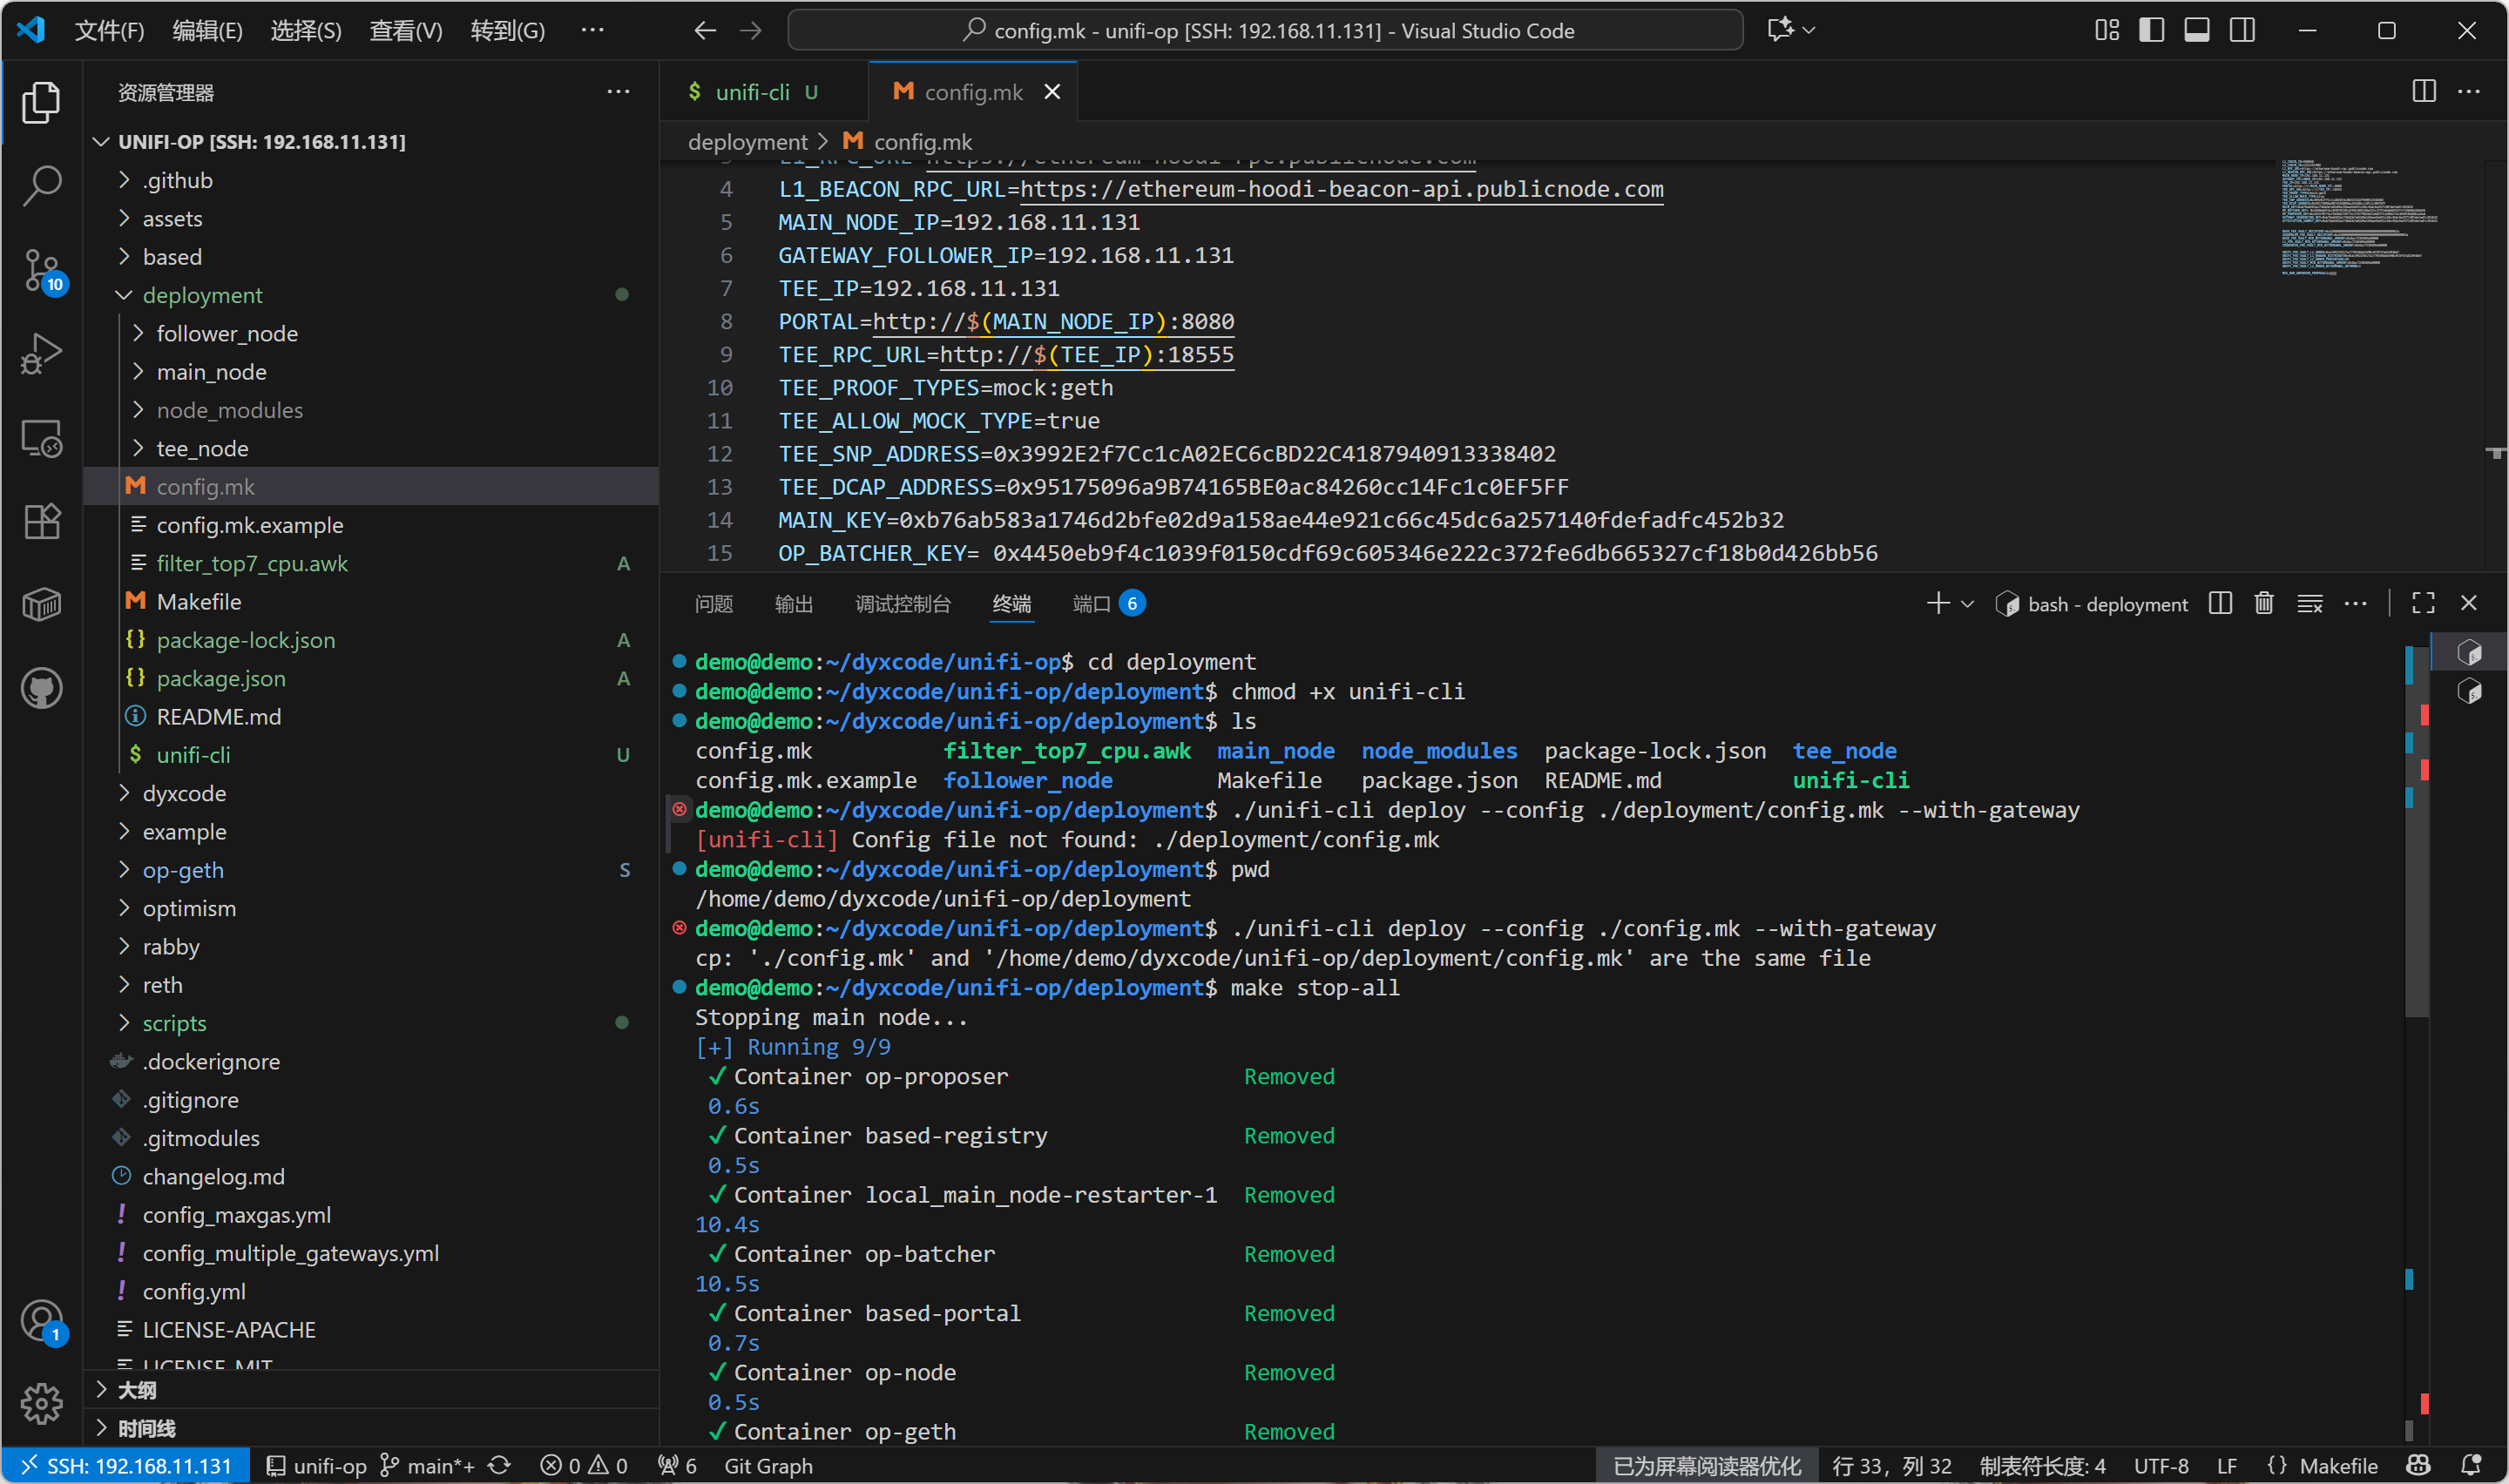 文件(F) 编辑(E) 选择(S) 查看(V) 转到(G) ··· config.mk - unifi-op [SSH: 192.168.11.131] - Visual Studio Code
资源管理器 ···
UNIFI-OP [SSH: 192.168.11.131]
.github
assets
based
deployment
follower_node
main_node
node_modules
tee_node
config.mk
config.mk.example
filter_top7_cpu.awk A
Makefile
package-lock.json A
package.json A
README.md
unifi-cli U
dyxcode
example
op-geth S
optimism
rabby
reth
scripts
.dockerignore
.gitignore
.gitmodules
changelog.md
config_maxgas.yml
config_multiple_gateways.yml
config.yml
LICENSE-APACHE
LICENSE-MIT
大纲
时间线
10
1
$ unifi-cli U
M config.mk
deployment > M config.mk
3 L1_RPC_URL=https://ethereum-hoodi-rpc.publicnode.com
4 L1_BEACON_RPC_URL=https://ethereum-hoodi-beacon-api.publicnode.com
5 MAIN_NODE_IP=192.168.11.131
6 GATEWAY_FOLLOWER_IP=192.168.11.131
7 TEE_IP=192.168.11.131
8 PORTAL=http://$(MAIN_NODE_IP):8080
9 TEE_RPC_URL=http://$(TEE_IP):18555
10 TEE_PROOF_TYPES=mock:geth
11 TEE_ALLOW_MOCK_TYPE=true
12 TEE_SNP_ADDRESS=0x3992E2f7Cc1cA02EC6cBD22C4187940913338402
13 TEE_DCAP_ADDRESS=0x95175096a9B74165BE0ac84260cc14Fc1c0EF5FF
14 MAIN_KEY=0xb76ab583a1746d2bfe02d9a158ae44e921c66c45dc6a257140fdefadfc452b32
15 OP_BATCHER_KEY= 0x4450eb9f4c1039f0150cdf69c605346e222c372fe6db665327cf18b0d426bb56
问题 输出 调试控制台 终端 端口 6 bash - deployment
demo@demo:~/dyxcode/unifi-op$ cd deployment
demo@demo:~/dyxcode/unifi-op/deployment$ chmod +x unifi-cli
demo@demo:~/dyxcode/unifi-op/deployment$ ls
config.mk filter_top7_cpu.awk main_node node_modules package-lock.json tee_node
config.mk.example follower_node Makefile package.json README.md unifi-cli
demo@demo:~/dyxcode/unifi-op/deployment$ ./unifi-cli deploy --config ./deployment/config.mk --with-gateway
[unifi-cli] Config file not found: ./deployment/config.mk
demo@demo:~/dyxcode/unifi-op/deployment$ pwd
/home/demo/dyxcode/unifi-op/deployment
demo@demo:~/dyxcode/unifi-op/deployment$ ./unifi-cli deploy --config ./config.mk --with-gateway
cp: './config.mk' and '/home/demo/dyxcode/unifi-op/deployment/config.mk' are the same file
demo@demo:~/dyxcode/unifi-op/deployment$ make stop-all
Stopping main node...
[+] Running 9/9
✓ Container op-proposer Removed
0.6s
✓ Container based-registry Removed
0.5s
✓ Container local_main_node-restarter-1 Removed
10.4s
✓ Container op-batcher Removed
10.5s
✓ Container based-portal Removed
0.7s
✓ Container op-node Removed
0.5s
✓ Container op-geth Removed
SSH: 192.168.11.131 unifi-op main*+ 0 0 6 Git Graph 已为屏幕阅读器优化 行 33，列 32 制表符长度: 4 UTF-8 LF {} Makefile